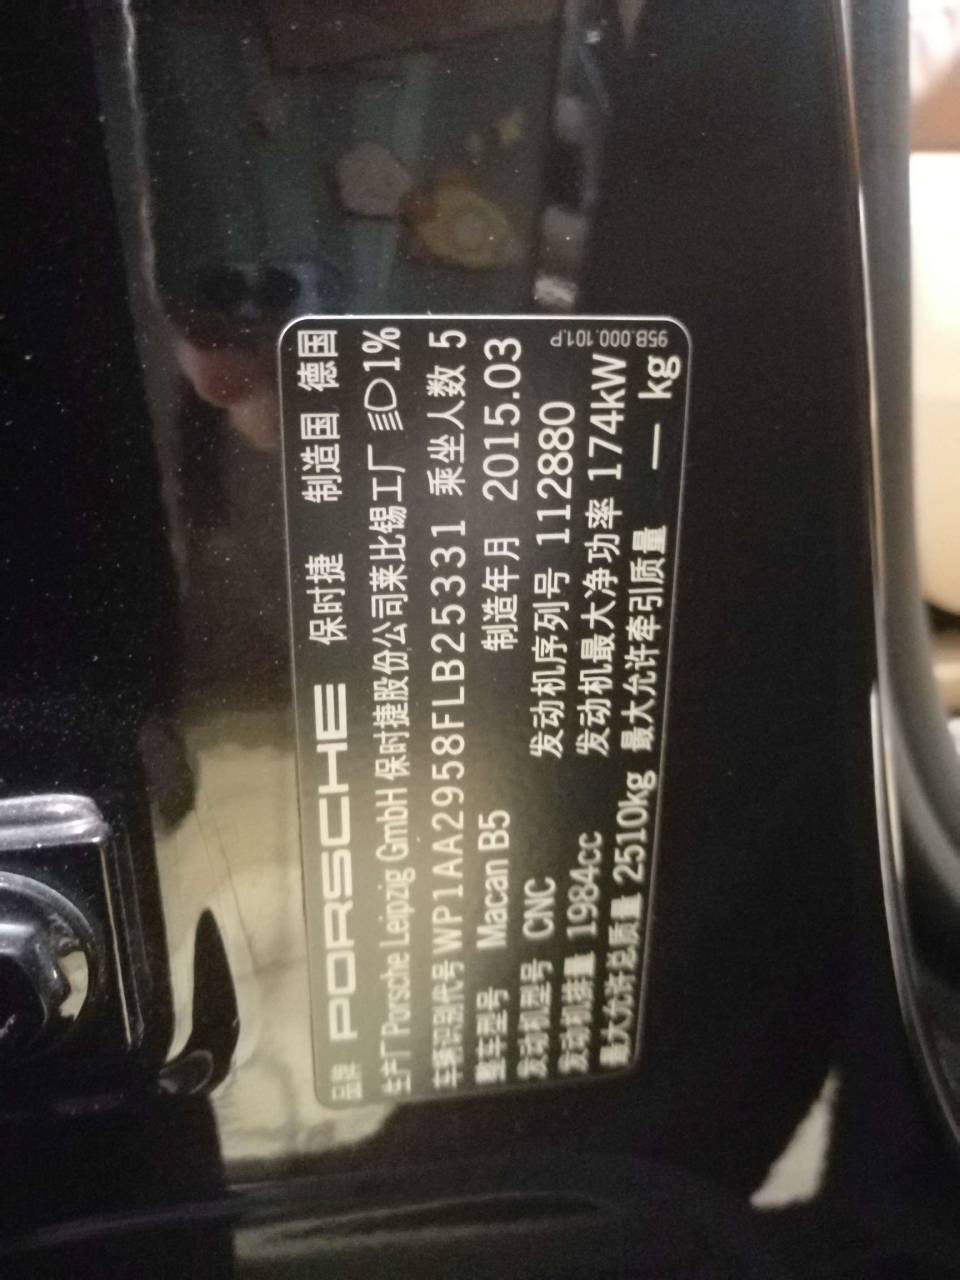 品牌 PORSCHE 保时捷 制造国 德国
生产厂 Porsche Leipzig GmbH 保时捷股份公司莱比锡工厂 1%
车辆识别代号 WP1AA2958FLB25331 乘坐人数 5
整车型号 Macan B5 制造年月 2015.03
发动机型号 CNC 发动机序列号 112880
发动机排量 1984cc 发动机最大净功率 174kW
最大允许总质量 2510kg 最大允许牵引质量 — kg
95B.000.101.P